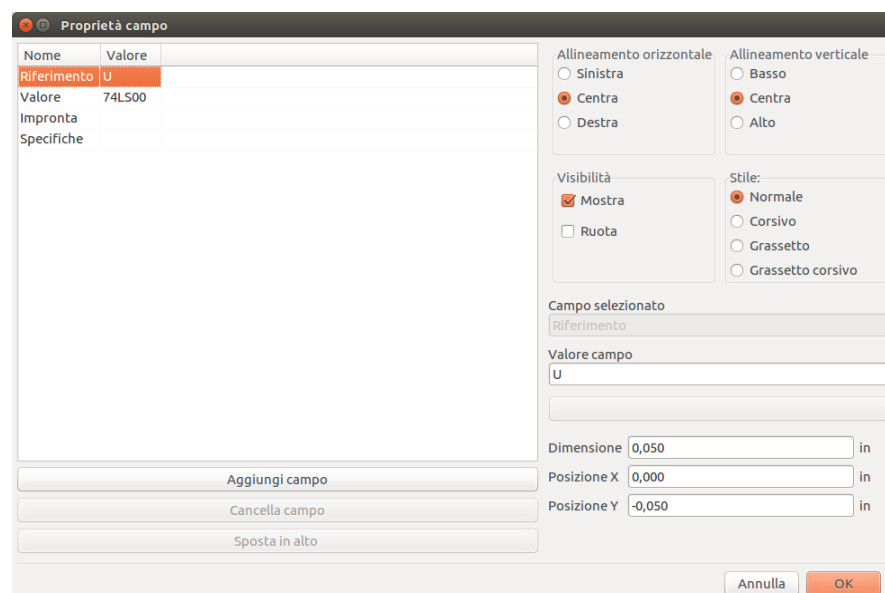 Proprietà campo
Nome Valore
Riferimento U
Valore 74LS00
Impronta
Specifiche
Aggiungi campo
Cancella campo
Sposta in alto
Allineamento orizzontale
Sinistra
Centra
Destra
Allineamento verticale
Basso
Centra
Alto
Visibilità
Mostra
Ruota
Stile:
Normale
Corsivo
Grassetto
Grassetto corsivo
Campo selezionato
Riferimento
Valore campo
U
Dimensione 0,050 in
Posizione X 0,000 in
Posizione Y -0,050 in
Annulla OK